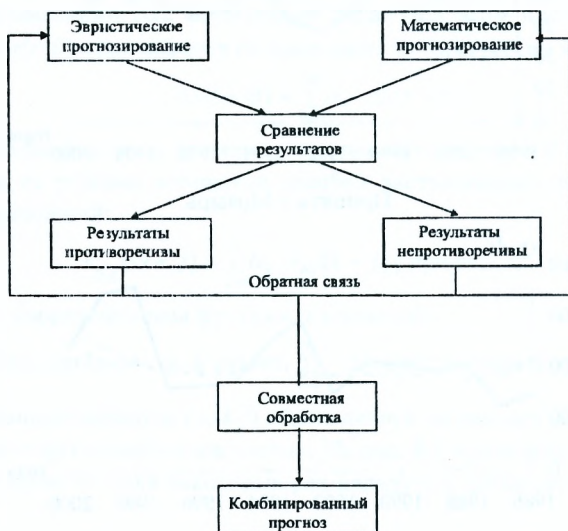 Эвристическое
прогнозирование
Математическое
прогнозирование
Сравнение
результатов
Результаты
противоречивы
Результаты
непротиворечивы
Обратная связь
Совместная
обработка
Комбинированный
прогноз